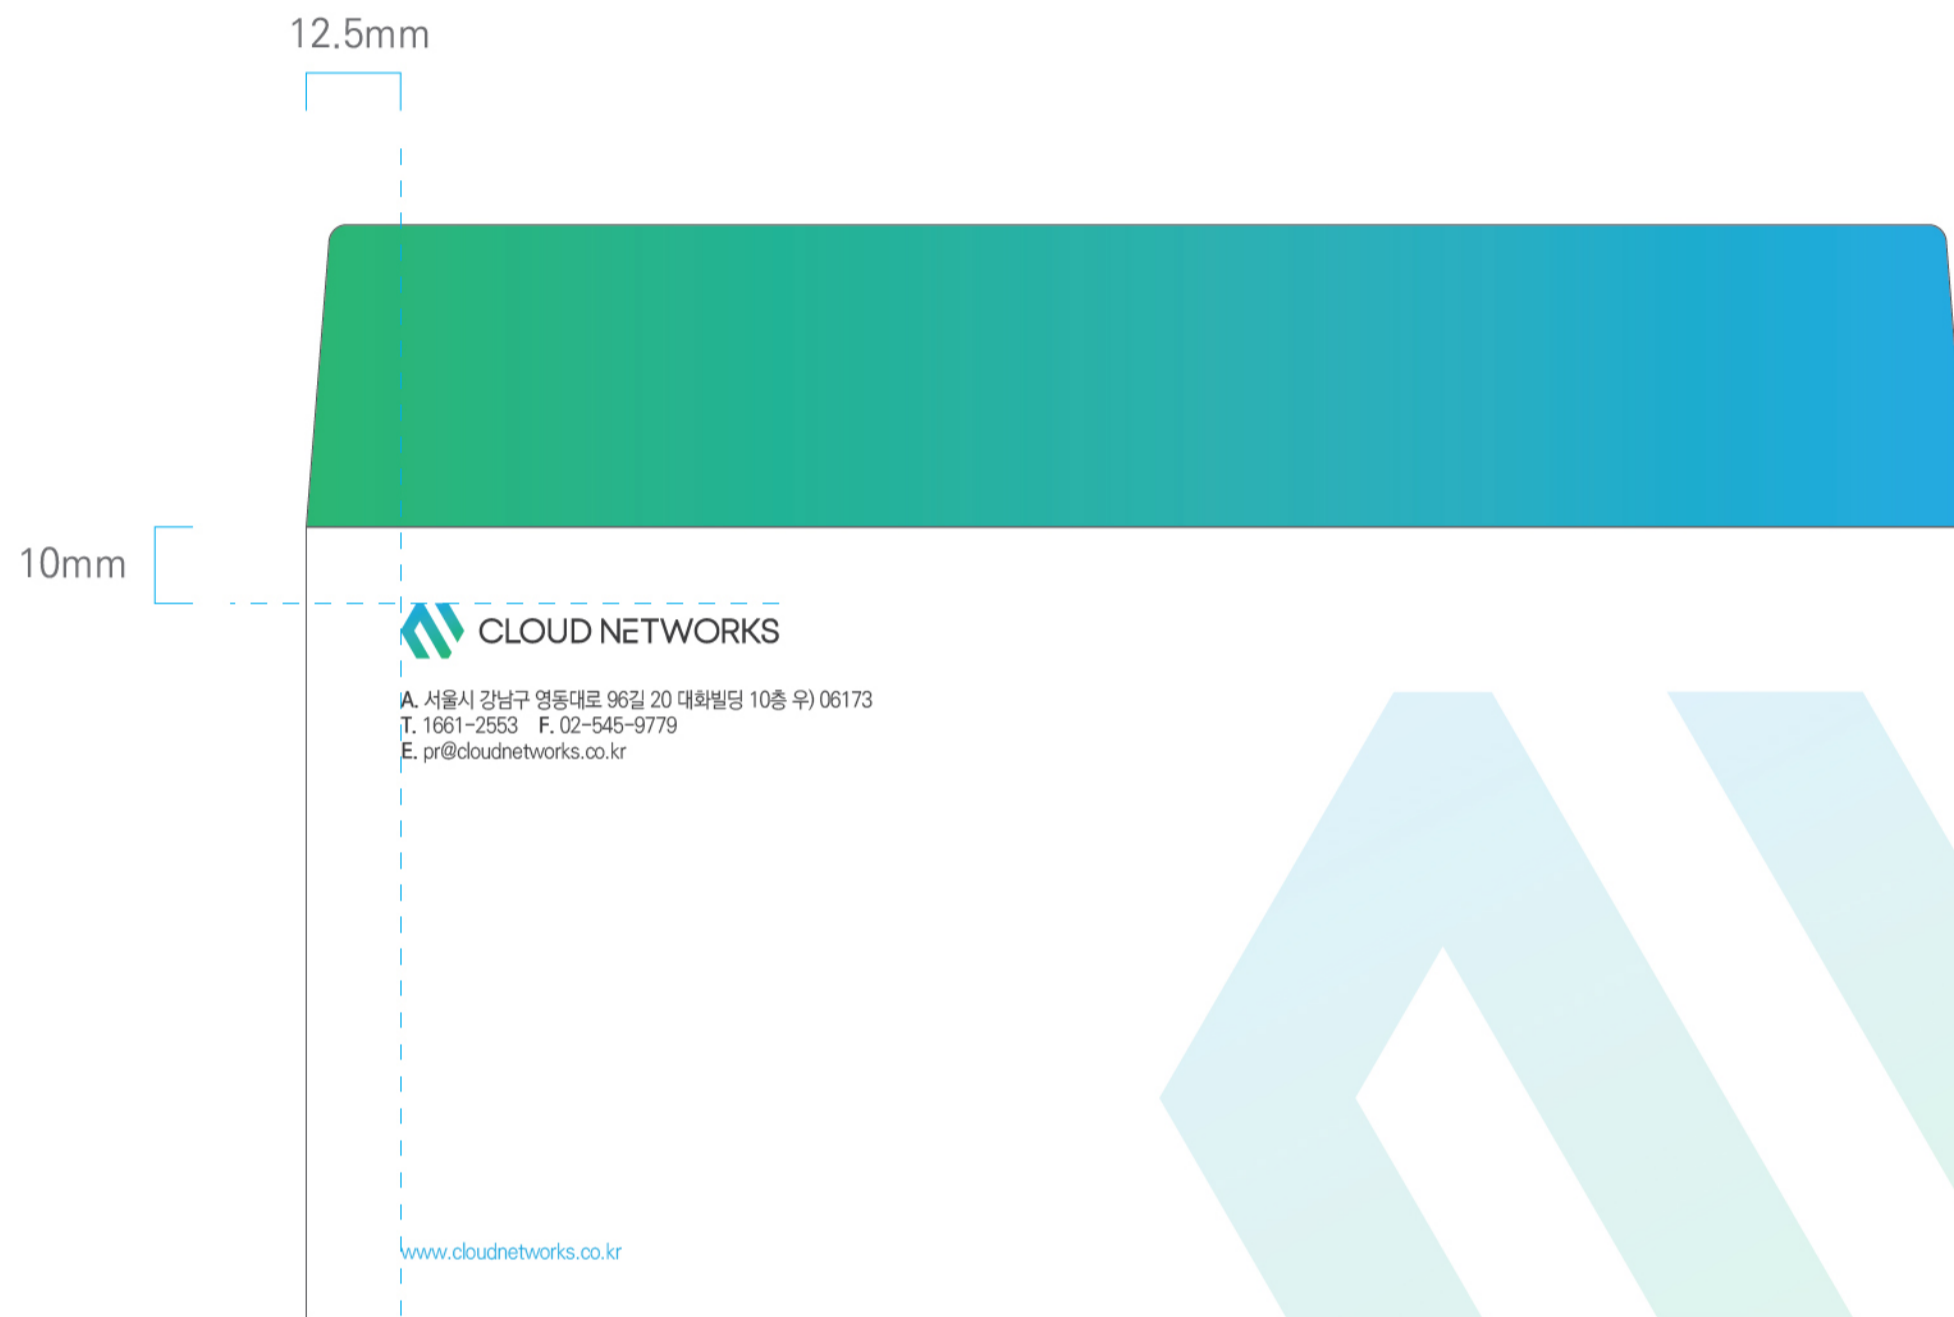 12.5mm
10mm
CLOUD NETWORKS
A. 서울시 강남구 영동대로 96길 20 대화빌딩 10층 우) 06173
T. 1661-2553 F. 02-545-9779
E. pr@cloudnetworks.co.kr
www.cloudnetworks.co.kr